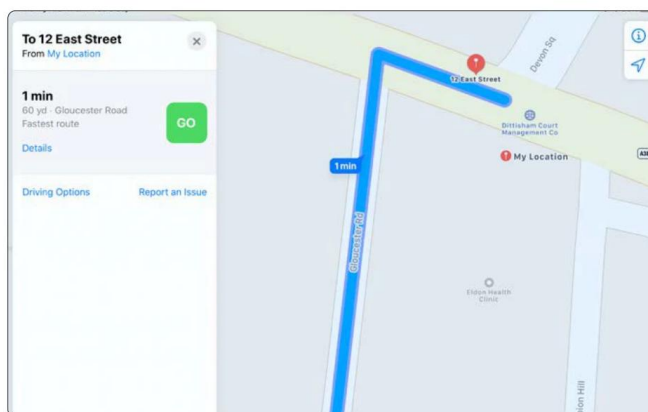 To 12 East Street
From My Location
1 min
60 yd · Gloucester Road
Fastest route
GO
Details
Driving Options
Report an Issue
Devon Sq
12 East Street
Dittisham Court
Management Co
My Location
1 min
Gloucester Rd
Eldon Health
Clinic
Hill